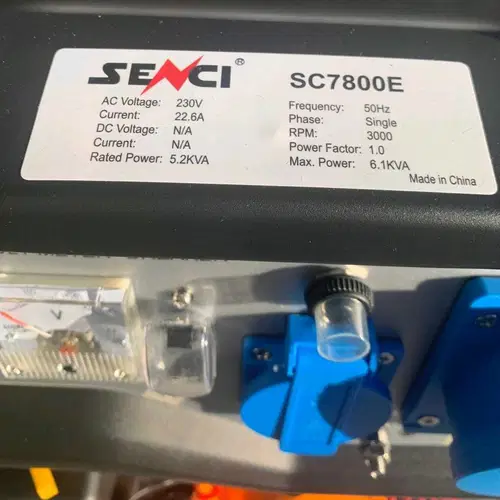 SENCI®
SC7800E
AC Voltage: 230V
Current: 22.6A
DC Voltage: N/A
Current: N/A
Rated Power: 5.2KVA
Frequency: 50Hz
Phase: Single
RPM: 3000
Power Factor: 1.0
Max. Power: 6.1KVA
Made in China
V